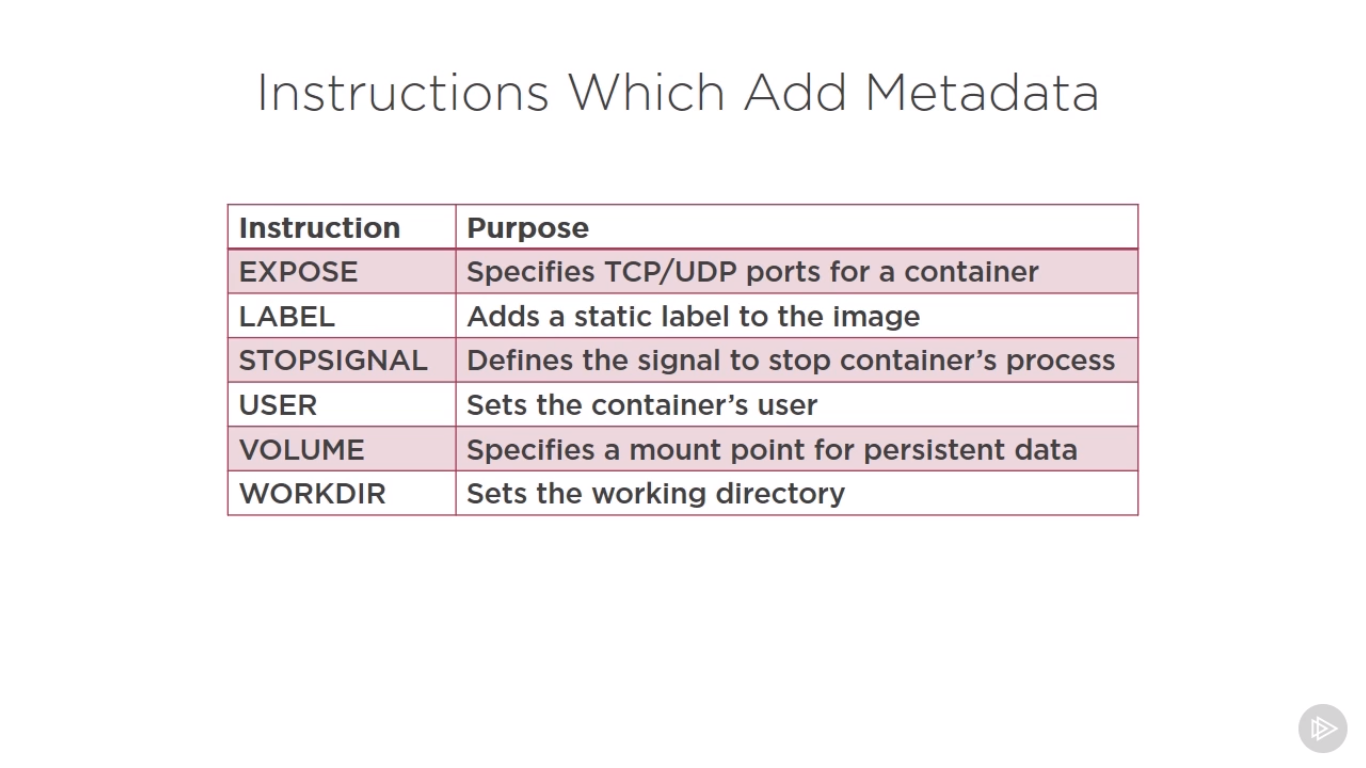 Instructions Which Add Metadata
Instruction Purpose
EXPOSE Specifies TCP/UDP ports for a container
LABEL Adds a static label to the image
STOPSIGNAL Defines the signal to stop container’s process
USER Sets the container’s user
VOLUME Specifies a mount point for persistent data
WORKDIR Sets the working directory